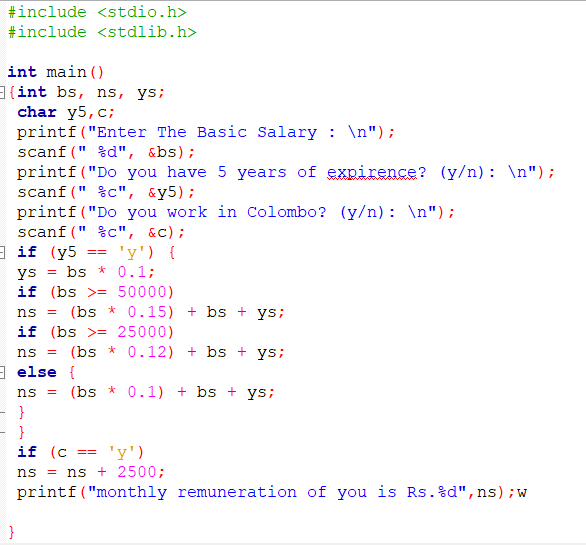 #include <stdio.h>
#include <stdlib.h>
int main()
{int bs, ns, ys;
char y5,c;
printf("Enter The Basic Salary : \n");
scanf(" %d", &bs);
printf("Do you have 5 years of expirence? (y/n): \n");
scanf(" %c", &y5);
printf("Do you work in Colombo? (y/n): \n");
scanf(" %c", &c);
if (y5 == 'y') {
ys = bs * 0.1;
if (bs >= 50000)
ns = (bs * 0.15) + bs + ys;
if (bs >= 25000)
ns = (bs * 0.12) + bs + ys;
else {
ns = (bs * 0.1) + bs + ys;
}
}
if (c == 'y')
ns = ns + 2500;
printf("monthly remuneration of you is Rs.%d",ns);w
}